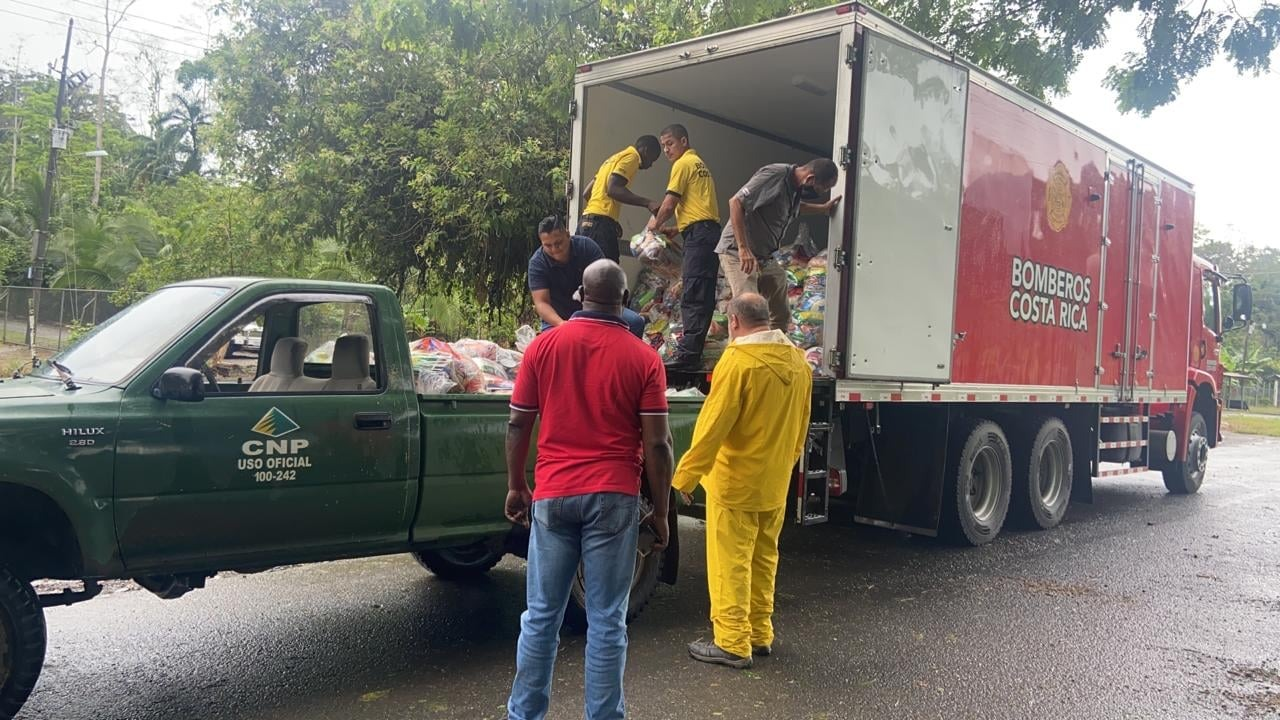 HILUX
2.8D
CNP
USO OFICIAL
100-242
BOMBEROS
COSTA RICA